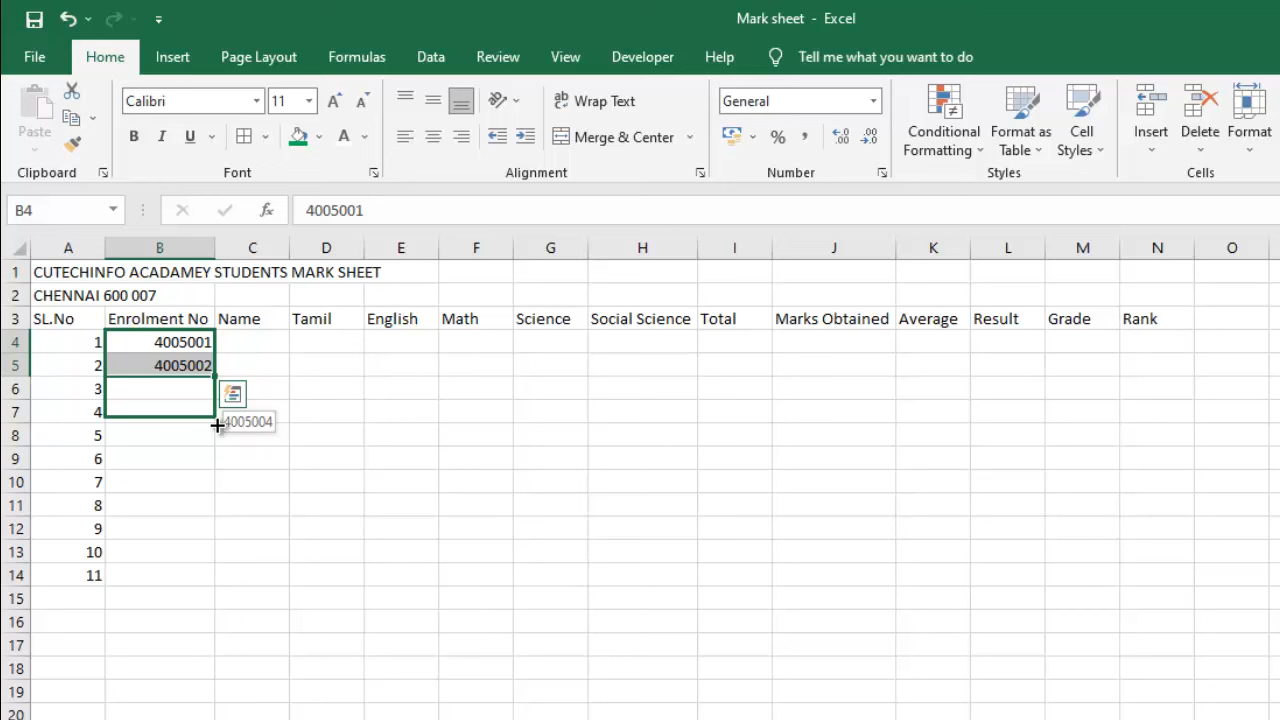 Mark sheet - Excel
File Home Insert Page Layout Formulas Data Review View Developer Help Tell me what you want to do
Paste Calibri 11 A A ab Wrap Text General Conditional Formatting Format as Table Cell Styles Insert Delete Format
B I U A Merge & Center % ,
Clipboard Font Alignment Number Styles Cells
B4 fx 4005001
A B C D E F G H I J K L M N O
1 CUTECHINFO ACADAMEY STUDENTS MARK SHEET
2 CHENNAI 600 007
3 SL.No Enrolment No Name Tamil English Math Science Social Science Total Marks Obtained Average Result Grade Rank
4 1 4005001
5 2 4005002
6 3
7 4 4005004
8 5
9 6
10 7
11 8
12 9
13 10
14 11
15
16
17
18
19
20